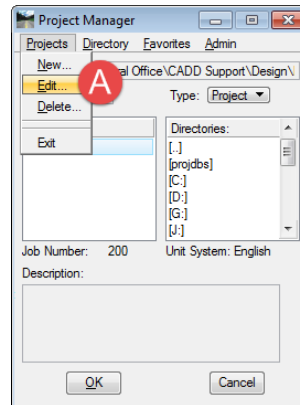 Project Manager
Projects Directory Favorites Admin
New... al Office\CADD Support\Design\
Edit... A
Type: Project
Delete...
Exit
Directories:
[..]
[projdbs]
[C:]
[D:]
[G:]
[J:]
Job Number: 200 Unit System: English
Description:
OK Cancel